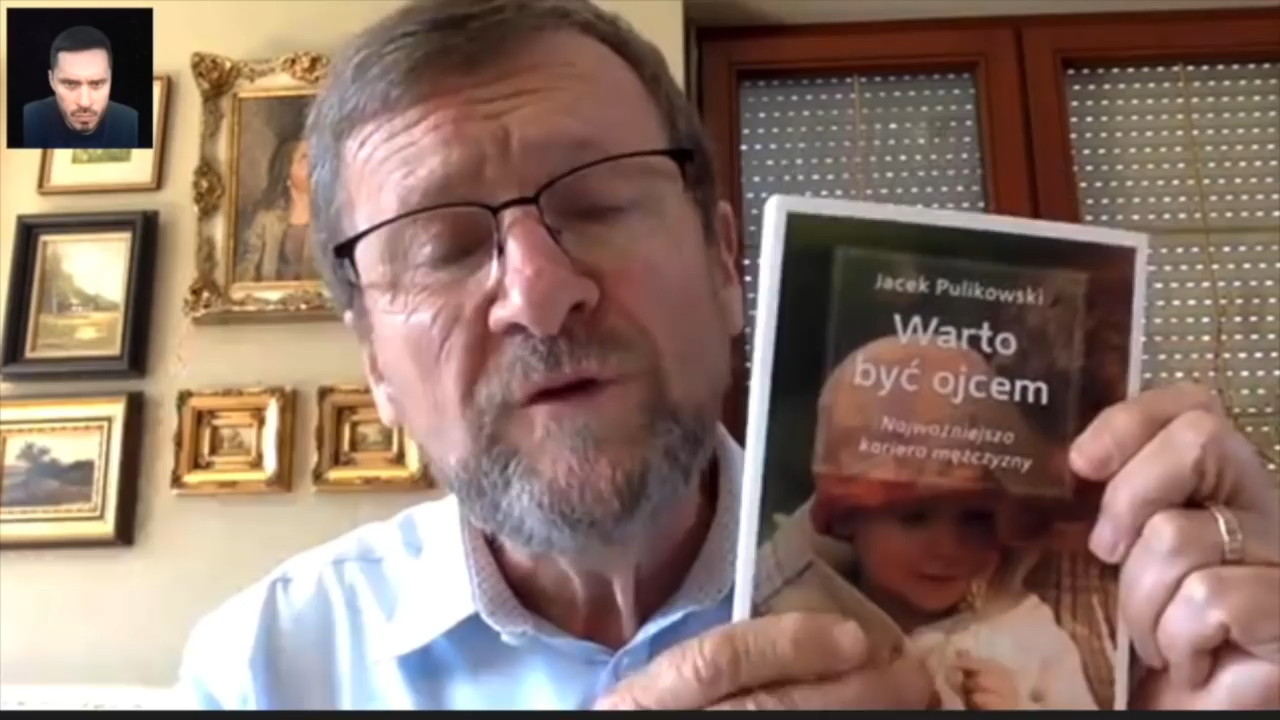 Jacek Pulikowski
Warto
być ojcem
Najważniejsza
kariera mężczyzny